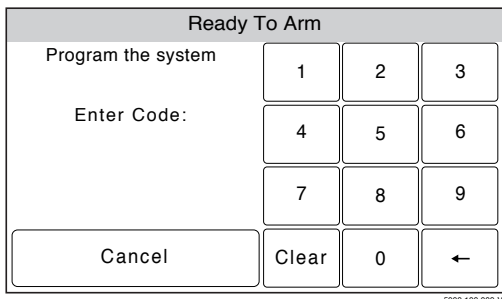 Ready To Arm
Program the system
1 2 3
Enter Code:
4 5 6
7 8 9
Cancel Clear 0 ←